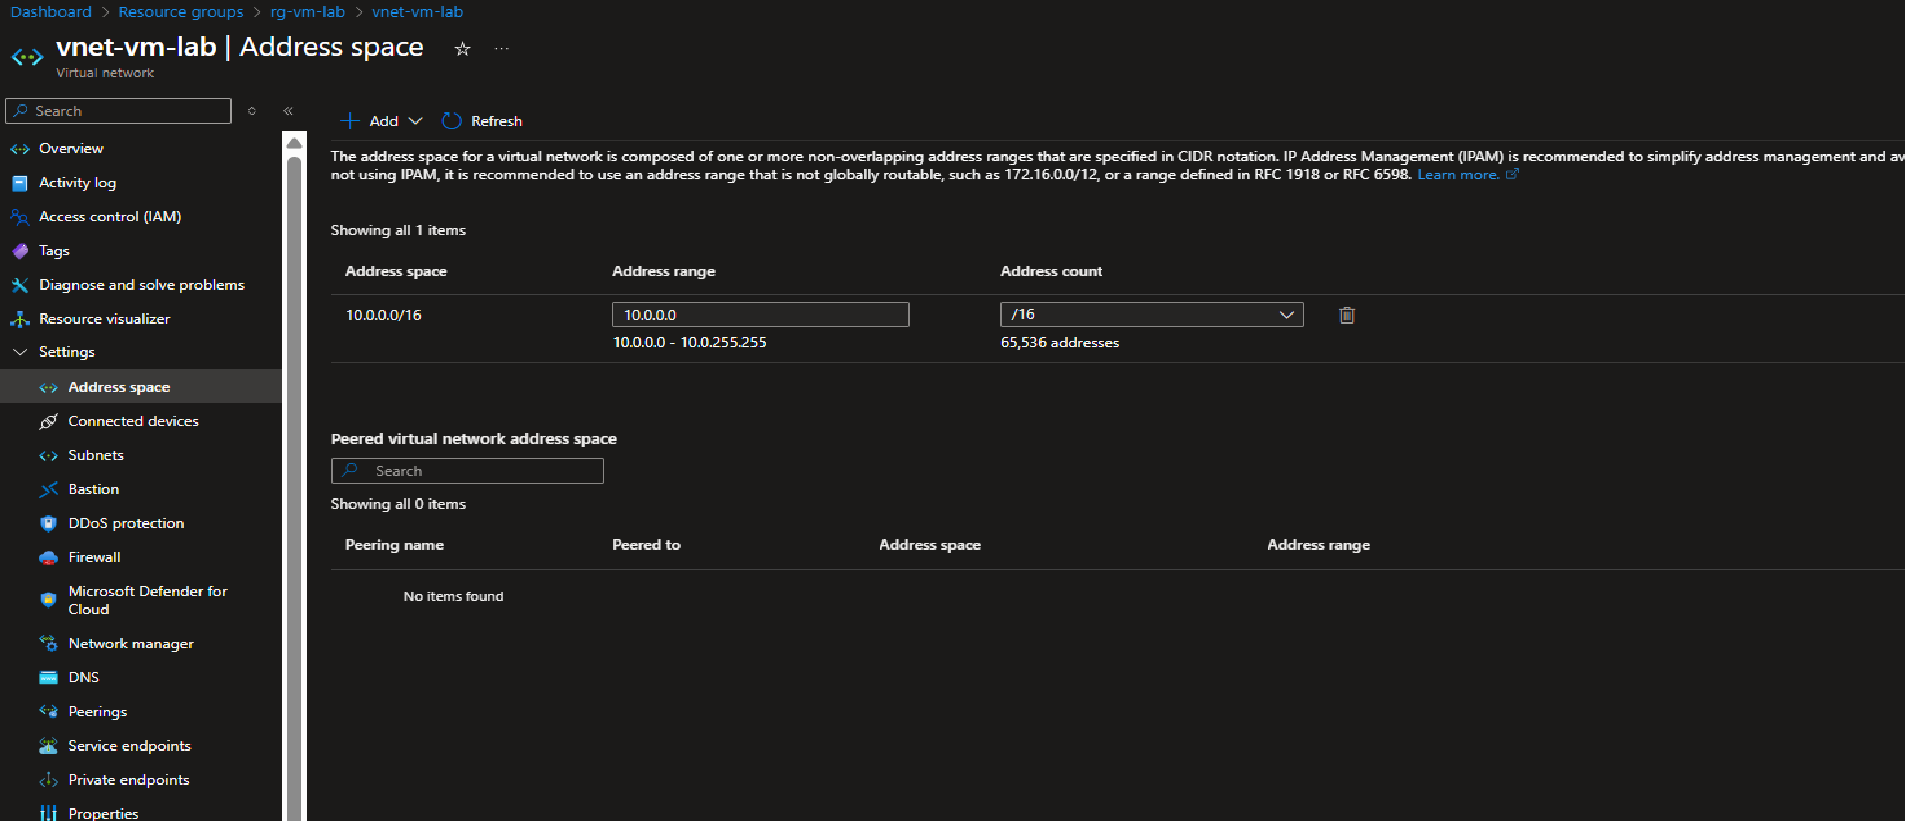 Dashboard > Resource groups > rg-vm-lab > vnet-vm-lab
vnet-vm-lab | Address space
Virtual network
Search
Overview
Activity log
Access control (IAM)
Tags
Diagnose and solve problems
Resource visualizer
Settings
Address space
Connected devices
Subnets
Bastion
DDoS protection
Firewall
Microsoft Defender for
Cloud
Network manager
DNS
Peerings
Service endpoints
Private endpoints
Properties
Add Refresh
The address space for a virtual network is composed of one or more non-overlapping address ranges that are specified in CIDR notation. IP Address Management (IPAM) is recommended to simplify address management and
not using IPAM, it is recommended to use an address range that is not globally routable, such as 172.16.0.0/12, or a range defined in RFC 1918 or RFC 6598. Learn more.
Showing all 1 items
Address space Address range Address count
10.0.0.0/16 10.0.0.0 /16
10.0.0.0 - 10.0.255.255 65,536 addresses
Peered virtual network address space
Search
Showing all 0 items
Peering name Peered to Address space Address range
No items found